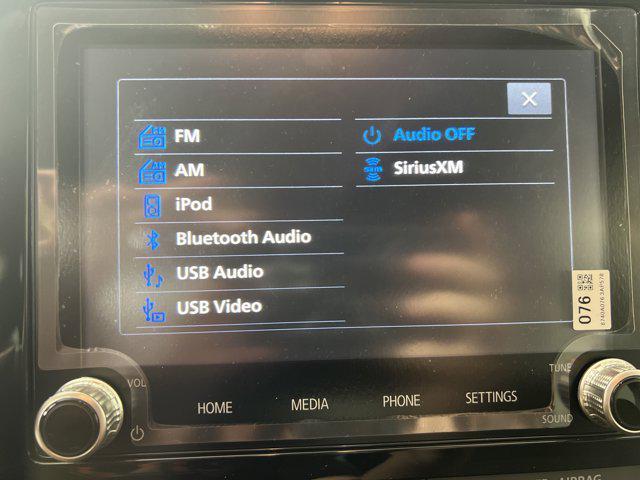 FM
AM
iPod
Bluetooth Audio
USB Audio
USB Video
Audio OFF
SiriusXM
076
VOL
HOME
MEDIA
PHONE
SETTINGS
TUNE
SOUND
AIRBAG